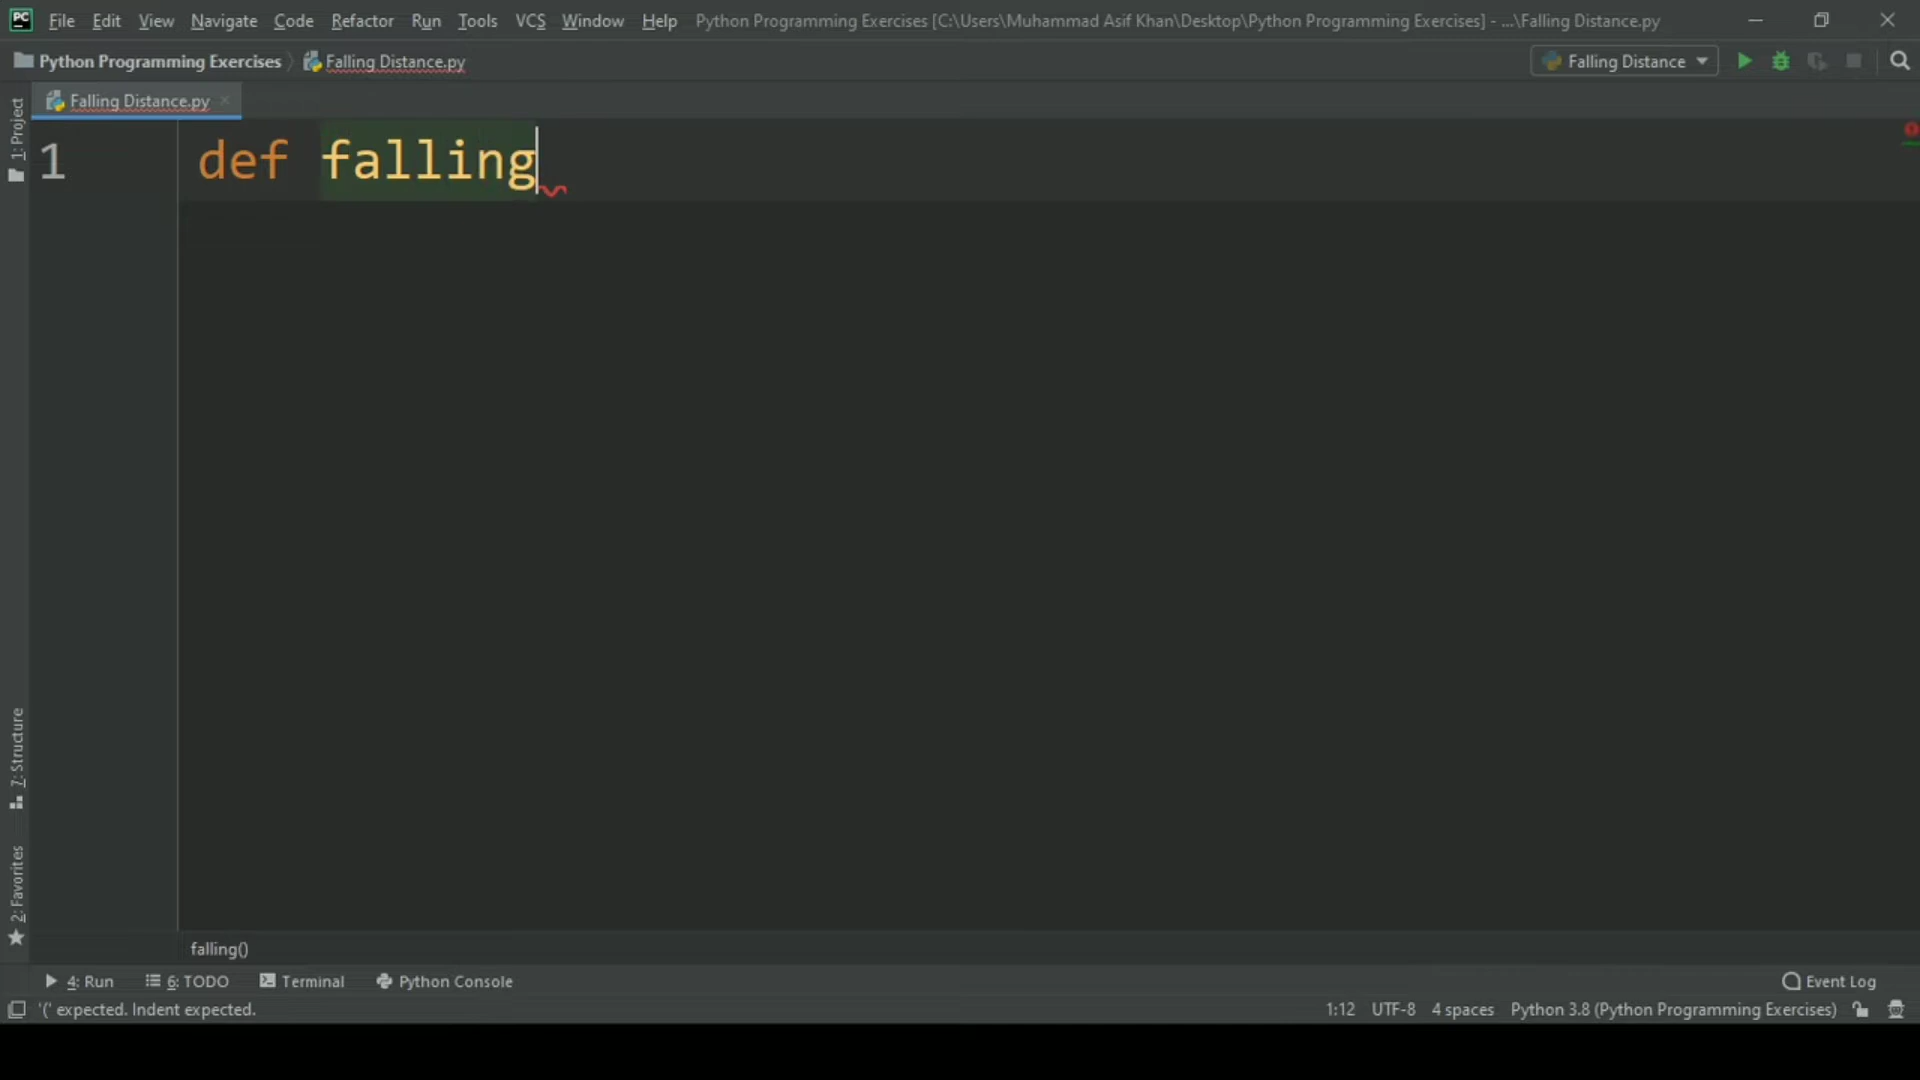 PC File Edit View Navigate Code Refactor Run Tools VCS Window Help Python Programming Exercises [C:\Users\Muhammad Asif Khan\Desktop\Python Programming Exercises] - ...\Falling Distance.py
Python Programming Exercises Falling Distance.py Falling Distance
Falling Distance.py
1: Project
1 def falling
7: Structure
2: Favorites
falling()
4: Run 6: TODO Terminal Python Console Event Log
'(' expected. Indent expected. 1:12 UTF-8 4 spaces Python 3.8 (Python Programming Exercises)